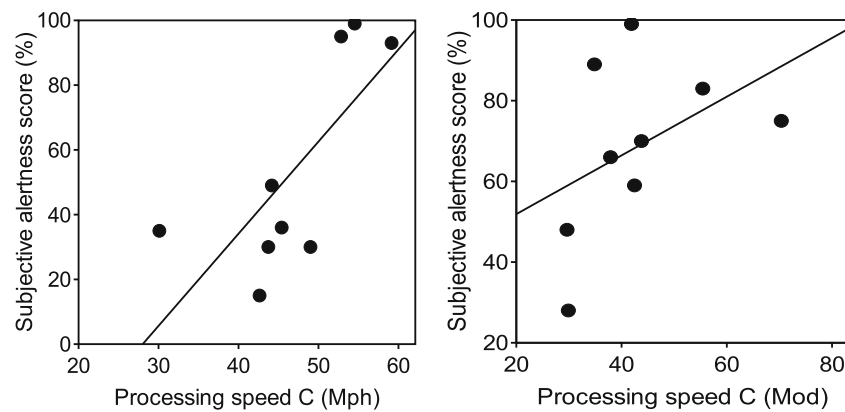 Subjective alertness score (%)
100
80
60
40
20
0
20 30 40 50 60
Processing speed C (Mph)
Subjective alertness score (%)
100
80
60
40
20
20 40 60 80
Processing speed C (Mod)